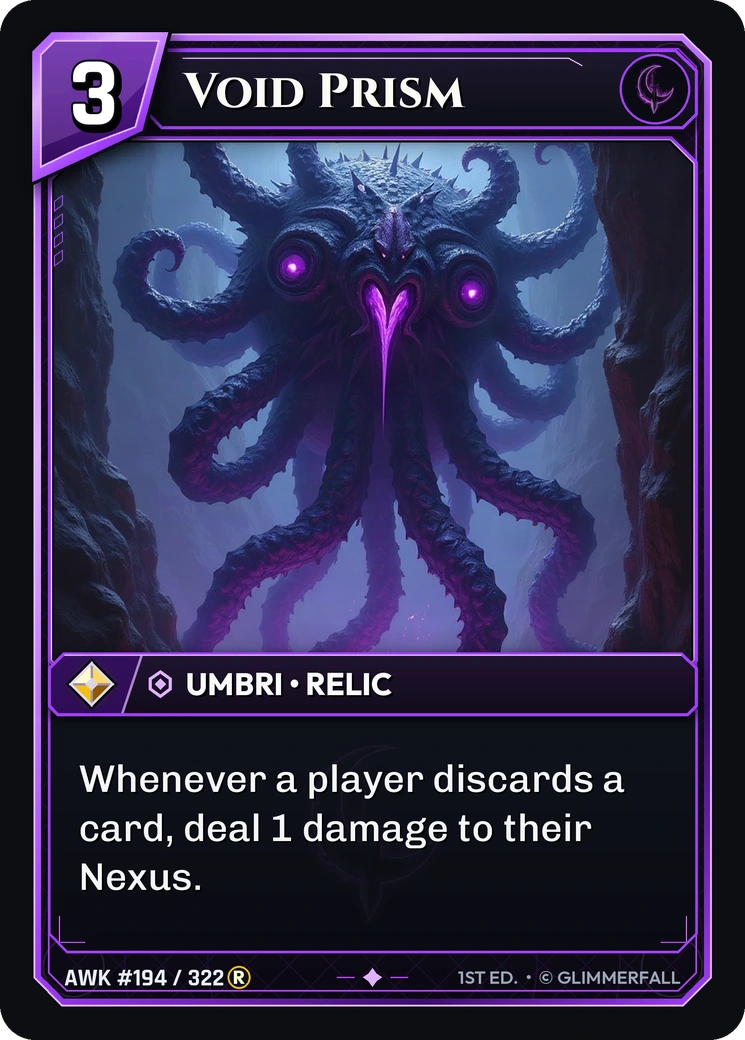 3
Void Prism
UMBRI • RELIC
Whenever a player discards a
card, deal 1 damage to their
Nexus.
AWK #194 / 322 R
1ST ED. • © GLIMMERFALL